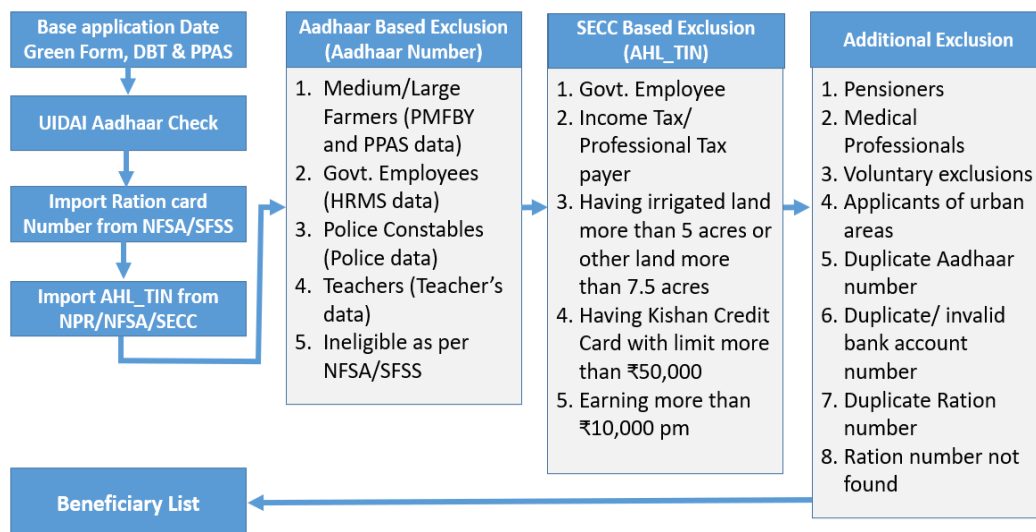 Base application Date
Green Form, DBT & PPAS
UIDAI Aadhaar Check
Import Ration card
Number from NFSA/SFSS
Import AHL_TIN from
NPR/NFSA/SECC
Aadhaar Based Exclusion
(Aadhaar Number)
1. Medium/Large
Farmers (PMFBY
and PPAS data)
2. Govt. Employees
(HRMS data)
3. Police Constables
(Police data)
4. Teachers (Teacher's
data)
5. Ineligible as per
NFSA/SFSS
SECC Based Exclusion
(AHL_TIN)
1. Govt. Employee
2. Income Tax/
Professional Tax
payer
3. Having irrigated land
more than 5 acres or
other land more
than 7.5 acres
4. Having Kishan Credit
Card with limit more
than ₹50,000
5. Earning more than
₹10,000 pm
Additional Exclusion
1. Pensioners
2. Medical
Professionals
3. Voluntary exclusions
4. Applicants of urban
areas
5. Duplicate Aadhaar
number
6. Duplicate/ invalid
bank account
number
7. Duplicate Ration
number
8. Ration number not
found
Beneficiary List